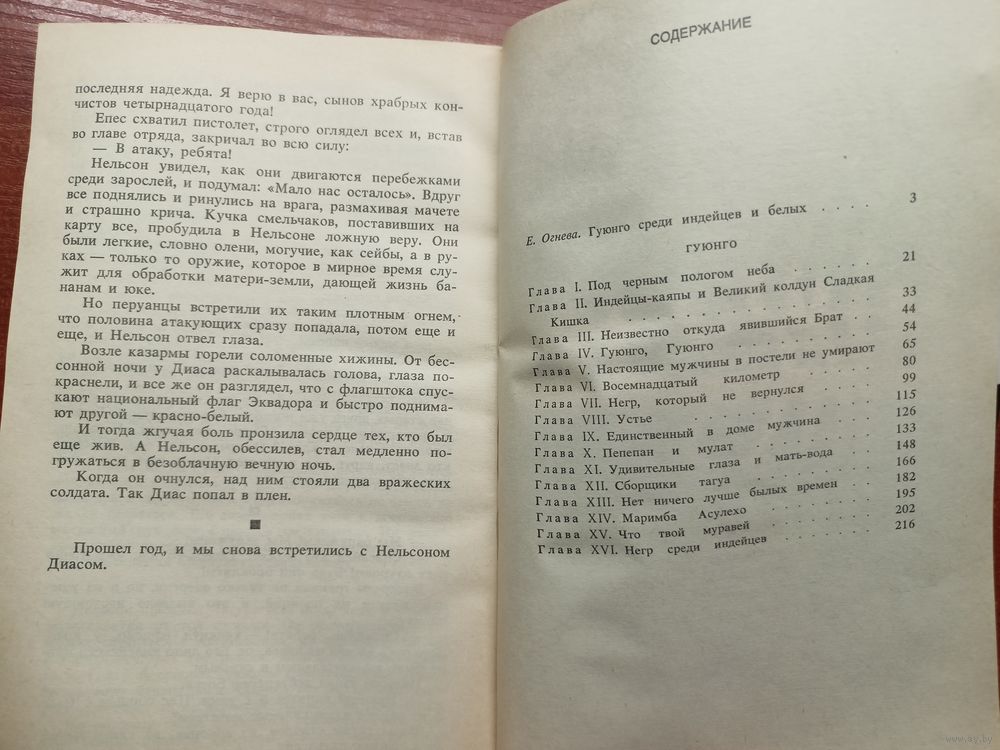 последняя надежда. Я верю в вас, сынов храбрых кон-
чистов четырнадцатого года!
Епес схватил пистолет, строго оглядел всех и, встав
во главе отряда, закричал во всю силу:
— В атаку, ребята!
Нельсон увидел, как они двигаются перебежками
среди зарослей, и подумал: «Мало нас осталось». Вдруг
все поднялись и ринулись на врага, размахивая мачете
и страшно крича. Кучка смельчаков, поставивших на
карту все, пробудила в Нельсоне ложную веру. Они
были легкие, словно олени, могучие, как сейбы, а в ру-
ках — только то оружие, которое в мирное время слу-
жит для обработки матери-земли, дающей жизнь ба-
нанам и юке.
Но перуанцы встретили их таким плотным огнем,
что половина атакующих сразу попадала, потом еще и
еще, и Нельсон отвел глаза.
Возле казармы горели соломенные хижины. От бес-
сонной ночи у Диаса раскалывалась голова, глаза по-
краснели, и все же он разглядел, что с флагштока спус-
кают национальный флаг Эквадора и быстро поднима-
ют другой — красно-белый.
И тогда жгучая боль пронзила сердце тех, кто был
еще жив. А Нельсон, обессилев, стал медленно по-
гружаться в безоблачную вечную ночь.
Когда он очнулся, над ним стояли два вражеских
солдата. Так Диас попал в плен.
Прошел год, и мы снова встретились с Нельсоном
Диасом.
СОДЕРЖАНИЕ
Е. Огнева. Гуюнго среди индейцев и белых . . . . 3
ГУЮНГО
Глава I. Под черным пологом неба . . . . . . 21
Глава II. Индейцы-каяпы и Великий колдун Сладкая
Кишка . . . . . . . . . . . . 33
Глава III. Неизвестно откуда явившийся Брат . . 44
Глава IV. Гуюнго, Гуюнго . . . . . . . . 54
Глава V. Настоящие мужчины в постели не умирают 65
Глава VI. Восемнадцатый километр . . . . . 80
Глава VII. Негр, который не вернулся . . . . 99
Глава VIII. Устье . . . . . . . . . . 115
Глава IX. Единственный в доме мужчина . . . . 126
Глава X. Пепепан и мулат . . . . . . . . 133
Глава XI. Удивительные глаза и мать-вода . . . 148
Глава XII. Сборщики тагуа . . . . . . . 166
Глава XIII. Нет ничего лучше былых времен . . . 182
Глава XIV. Маримба Асулехо . . . . . . . 195
Глава XV. Что твой муравей . . . . . . . 202
Глава XVI. Негр среди индейцев . . . . . . 216
www.ay.by